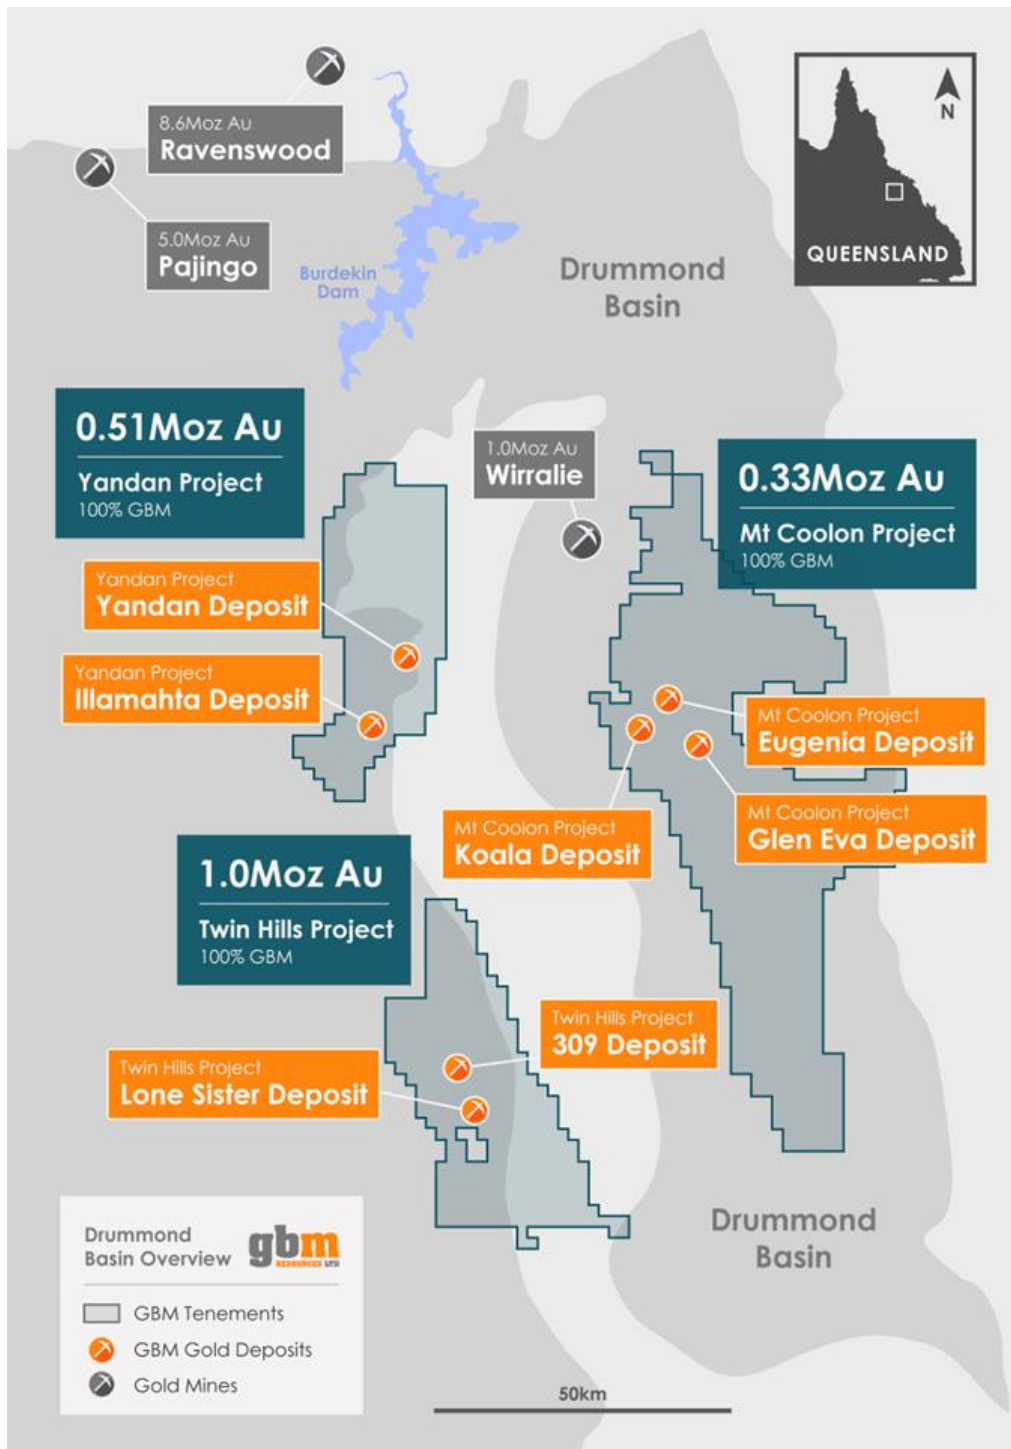 8.6Moz Au
Ravenswood
5.0Moz Au
Pajingo
Burdekin
Dam
Drummond
Basin
N
QUEENSLAND
0.51Moz Au
Yandan Project
100% GBM
1.0Moz Au
Wirralie
0.33Moz Au
Mt Coolon Project
100% GBM
Yandan Project
Yandan Deposit
Yandan Project
Illamahta Deposit
Mt Coolon Project
Eugenia Deposit
Mt Coolon Project
Koala Deposit
Mt Coolon Project
Glen Eva Deposit
1.0Moz Au
Twin Hills Project
100% GBM
Twin Hills Project
309 Deposit
Twin Hills Project
Lone Sister Deposit
Drummond
Basin
Drummond
Basin Overview
gbm
RESOURCES LTD
GBM Tenements
GBM Gold Deposits
Gold Mines
50km